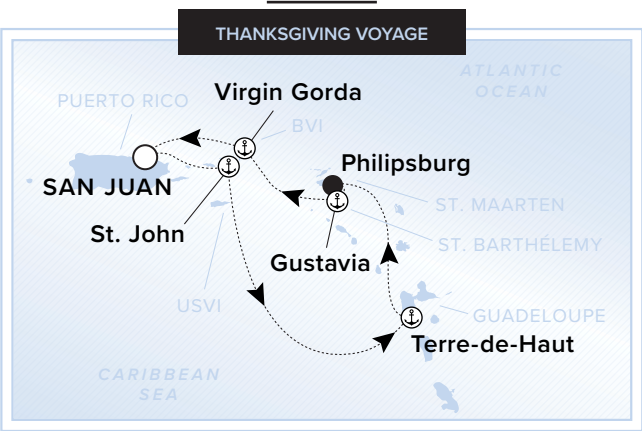 THANKSGIVING VOYAGE
ATLANTIC
OCEAN
PUERTO RICO
Virgin Gorda
BVI
Philipsburg
SAN JUAN
ST. MAARTEN
St. John
ST. BARTHÉLEMY
Gustavia
USVI
GUADELOUPE
Terre-de-Haut
CARIBBEAN
SEA